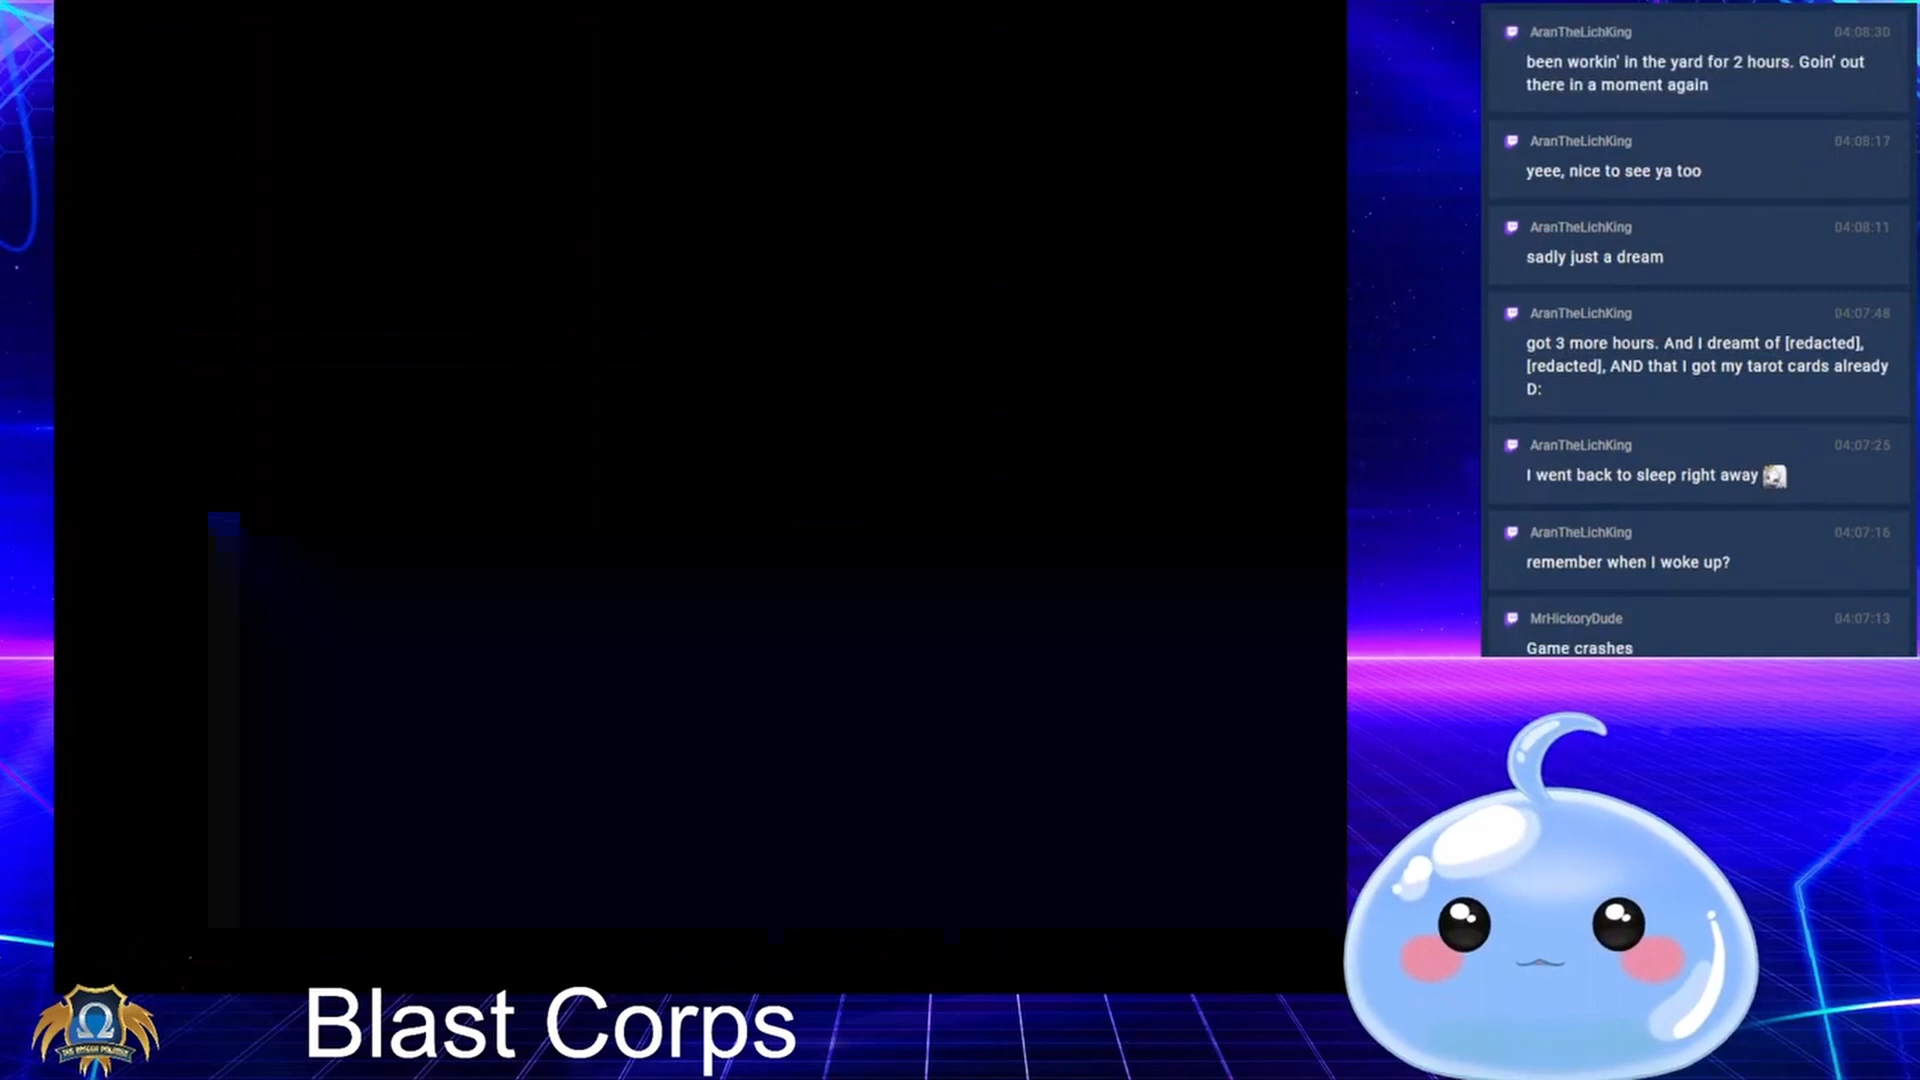 AranTheLichKing 04:08:30
been workin' in the yard for 2 hours. Goin' out
there in a moment again
AranTheLichKing 04:08:17
yeee, nice to see ya too
AranTheLichKing 04:08:11
sadly just a dream
AranTheLichKing 04:07:48
got 3 more hours. And I dreamt of [redacted],
[redacted], AND that I got my tarot cards already
D:
AranTheLichKing 04:07:25
I went back to sleep right away
AranTheLichKing 04:07:16
remember when I woke up?
MrHickoryDude 04:07:13
Game crashes
Ω
Blast Corps